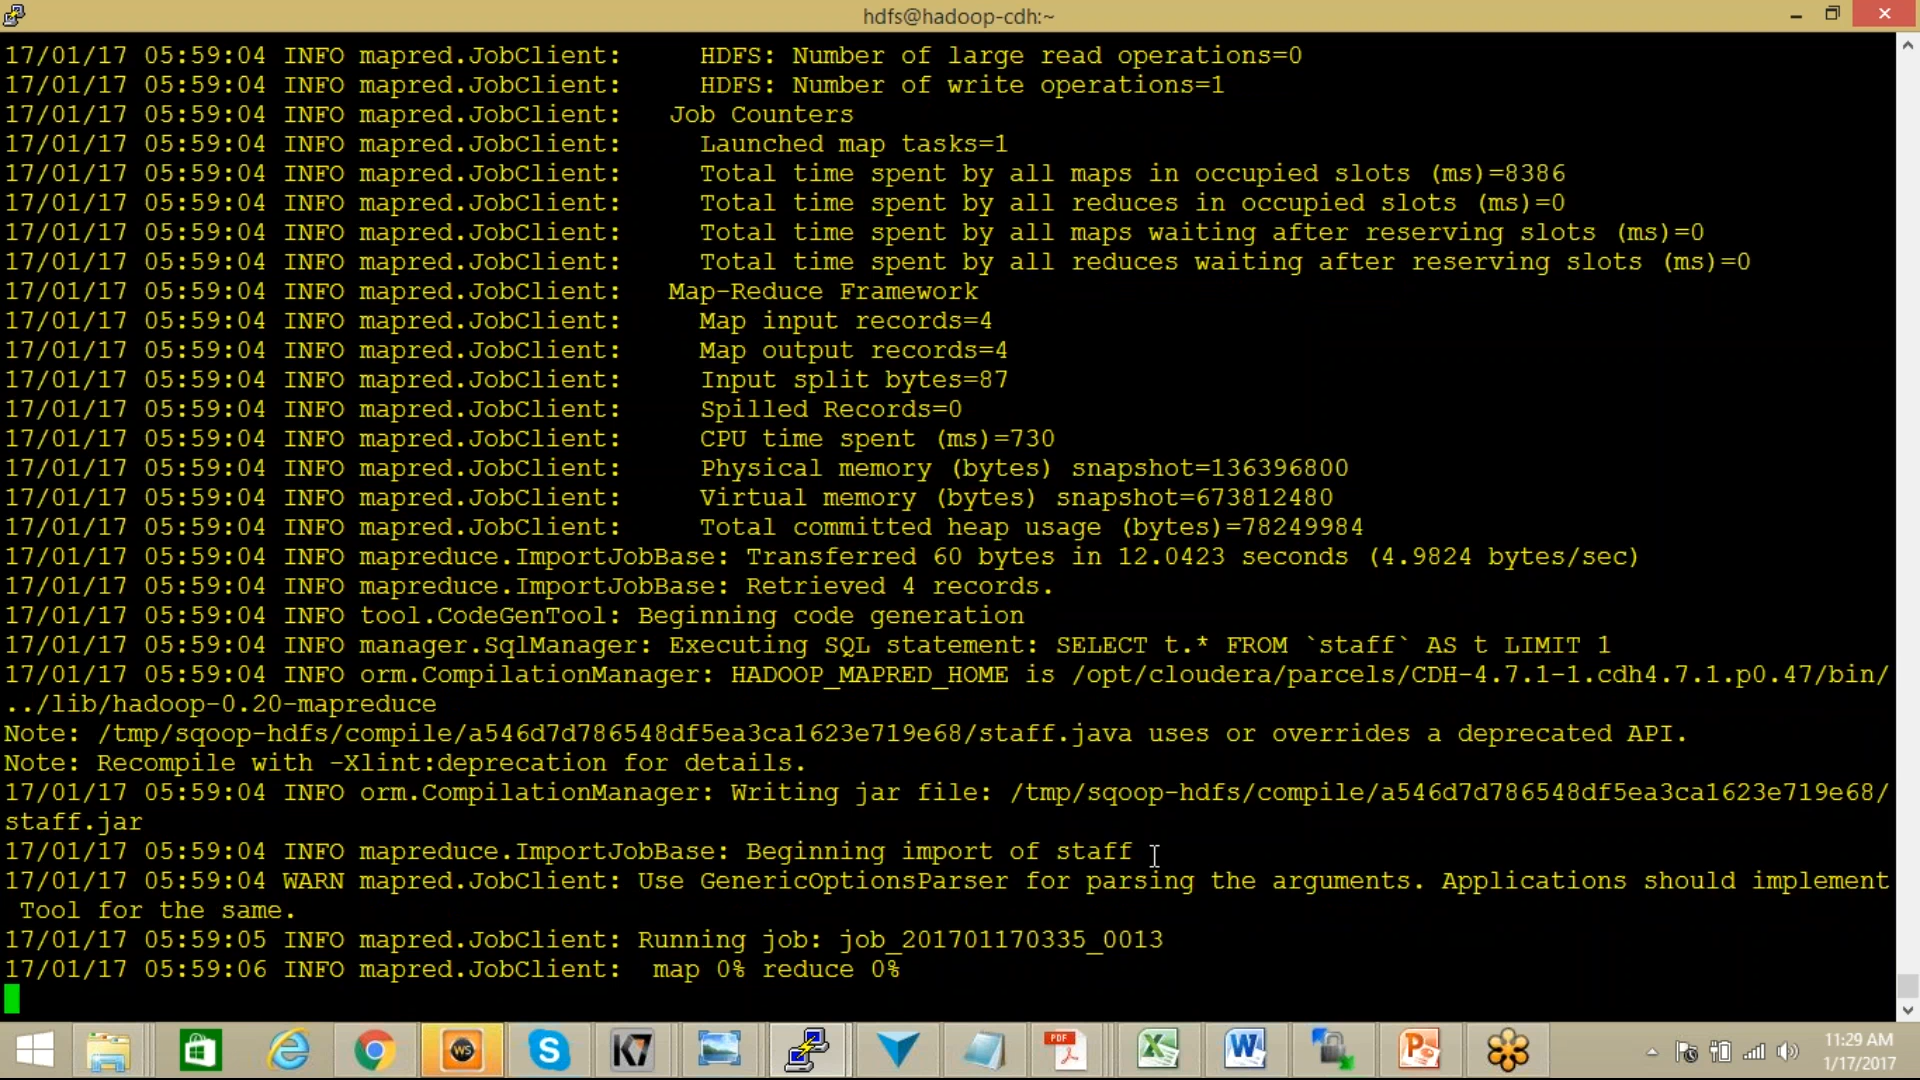 hdfs@hadoop-cdh:~
17/01/17 05:59:04 INFO mapred.JobClient:     HDFS: Number of large read operations=0
17/01/17 05:59:04 INFO mapred.JobClient:     HDFS: Number of write operations=1
17/01/17 05:59:04 INFO mapred.JobClient:   Job Counters
17/01/17 05:59:04 INFO mapred.JobClient:     Launched map tasks=1
17/01/17 05:59:04 INFO mapred.JobClient:     Total time spent by all maps in occupied slots (ms)=8386
17/01/17 05:59:04 INFO mapred.JobClient:     Total time spent by all reduces in occupied slots (ms)=0
17/01/17 05:59:04 INFO mapred.JobClient:     Total time spent by all maps waiting after reserving slots (ms)=0
17/01/17 05:59:04 INFO mapred.JobClient:     Total time spent by all reduces waiting after reserving slots (ms)=0
17/01/17 05:59:04 INFO mapred.JobClient:   Map-Reduce Framework
17/01/17 05:59:04 INFO mapred.JobClient:     Map input records=4
17/01/17 05:59:04 INFO mapred.JobClient:     Map output records=4
17/01/17 05:59:04 INFO mapred.JobClient:     Input split bytes=87
17/01/17 05:59:04 INFO mapred.JobClient:     Spilled Records=0
17/01/17 05:59:04 INFO mapred.JobClient:     CPU time spent (ms)=730
17/01/17 05:59:04 INFO mapred.JobClient:     Physical memory (bytes) snapshot=136396800
17/01/17 05:59:04 INFO mapred.JobClient:     Virtual memory (bytes) snapshot=673812480
17/01/17 05:59:04 INFO mapred.JobClient:     Total committed heap usage (bytes)=78249984
17/01/17 05:59:04 INFO mapreduce.ImportJobBase: Transferred 60 bytes in 12.0423 seconds (4.9824 bytes/sec)
17/01/17 05:59:04 INFO mapreduce.ImportJobBase: Retrieved 4 records.
17/01/17 05:59:04 INFO tool.CodeGenTool: Beginning code generation
17/01/17 05:59:04 INFO manager.SqlManager: Executing SQL statement: SELECT t.* FROM `staff` AS t LIMIT 1
17/01/17 05:59:04 INFO orm.CompilationManager: HADOOP_MAPRED_HOME is /opt/cloudera/parcels/CDH-4.7.1-1.cdh4.7.1.p0.47/bin/
../lib/hadoop-0.20-mapreduce
Note: /tmp/sqoop-hdfs/compile/a546d7d786548df5ea3ca1623e719e68/staff.java uses or overrides a deprecated API.
Note: Recompile with -Xlint:deprecation for details.
17/01/17 05:59:04 INFO orm.CompilationManager: Writing jar file: /tmp/sqoop-hdfs/compile/a546d7d786548df5ea3ca1623e719e68/
staff.jar
17/01/17 05:59:04 INFO mapreduce.ImportJobBase: Beginning import of staff
17/01/17 05:59:04 WARN mapred.JobClient: Use GenericOptionsParser for parsing the arguments. Applications should implement
 Tool for the same.
17/01/17 05:59:05 INFO mapred.JobClient: Running job: job_201701170335_0013
17/01/17 05:59:06 INFO mapred.JobClient:  map 0% reduce 0%
WS
S
K7
PDF
X
W
P
11:29 AM
1/17/2017